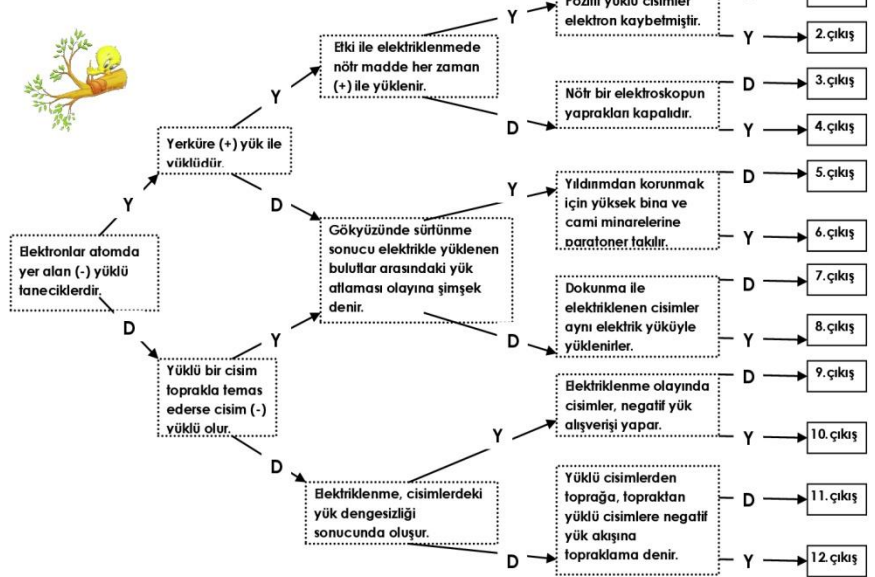 elektron kaybetmiştir.
Y
Y
2.çıkış
Etki ile elektriklenmede
nötr madde her zaman
(+) ile yüklenir.
Y
D
Nötr bir elektroskopun
yaprakları kapalıdır.
D
3.çıkış
Y
4.çıkış
Yerküre (+) yük ile
yüklüdür.
Y
D
Elektronlar atomda
yer alan (-) yüklü
taneciklerdir.
Y
D
Gökyüzünde sürtünme
sonucu elektrikle yüklenen
bulutlar arasındaki yük
atlaması olayına şimşek
denir.
Y
D
Yıldırımdan korunmak
için yüksek bina ve
cami minarelerine
paratoner takılır.
D
5.çıkış
Y
6.çıkış
Dokunma ile
elektriklenen cisimler
aynı elektrik yüküyle
yüklenirler.
D
7.çıkış
Y
8.çıkış
Yüklü bir cisim
toprakla temas
ederse cisim (-)
yüklü olur.
Y
D
Elektriklenme olayında
cisimler, negatif yük
alışverişi yapar.
D
9.çıkış
Y
10.çıkış
Elektriklenme, cisimlerdeki
yük dengesizliği
sonucunda oluşur.
Y
D
Yüklü cisimlerden
toprağa, topraktan
yüklü cisimlere negatif
yük akışına
topraklama denir.
D
11.çıkış
Y
12.çıkış